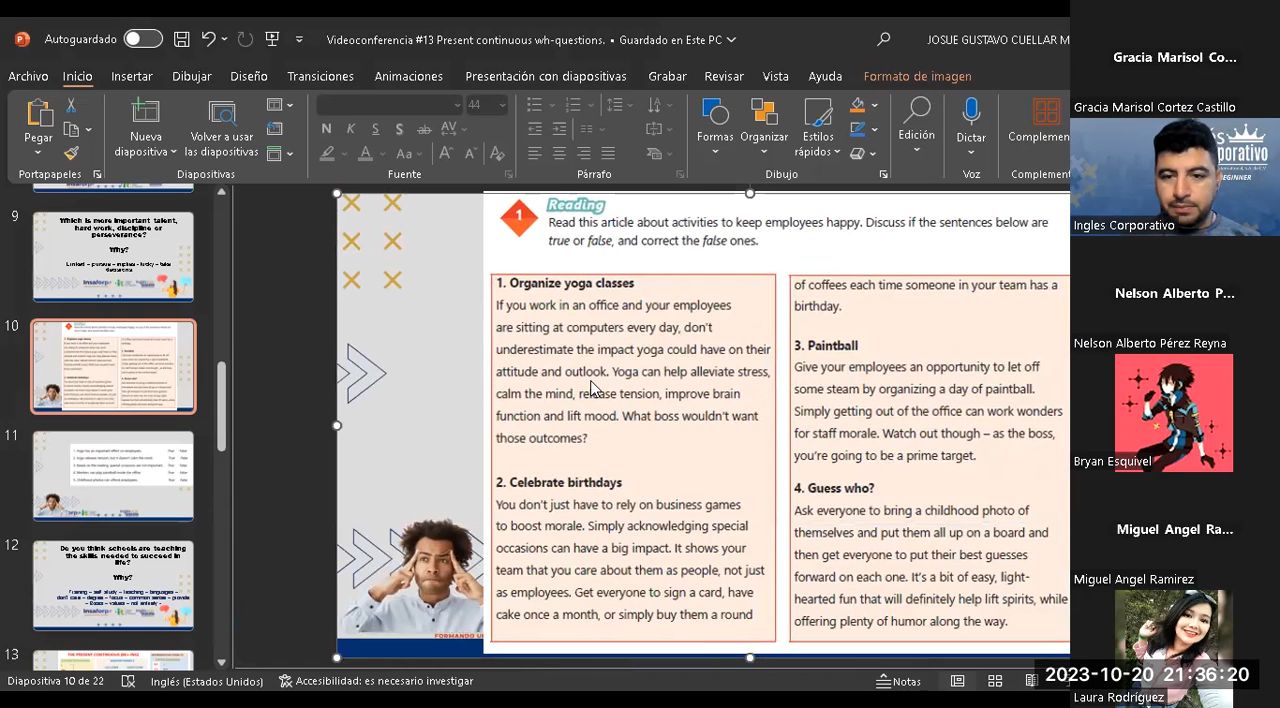 Autoguardado
Videoconferencia #13 Present continuous wh-questions. • Guardado en Este PC
JOSUE GUSTAVO CUELLAR M
Archivo Inicio Insertar Dibujar Diseño Transiciones Animaciones Presentación con diapositivas Grabar Revisar Vista Ayuda Formato de imagen
Pegar
Nueva diapositiva
Volver a usar las diapositivas
44
N K S S ab AV
A Aa A A A
Formas
Organizar
Estilos rápidos
Edición
Dictar
Complemen
Portapapeles
Diapositivas
Fuente
Párrafo
Dibujo
Voz
Complement
9
Which is more important talent,
hard work, discipline or
perseverance?
Why?
insaforp
10
11
12
Do you think schools are teaching
the skills needed to succeed in
life?
Why?
insaforp
13
1
Reading
Read this article about activities to keep employees happy. Discuss if the sentences below are
true or false, and correct the false ones.
1. Organize yoga classes
If you work in an office and your employees
are sitting at computers every day, don't
underestimate the impact yoga could have on their
attitude and outlook. Yoga can help alleviate stress,
calm the mind, release tension, improve brain
function and lift mood. What boss wouldn't want
those outcomes?
2. Celebrate birthdays
You don't just have to rely on business games
to boost morale. Simply acknowledging special
occasions can have a big impact. It shows your
team that you care about them as people, not just
as employees. Get everyone to sign a card, have
cake once a month, or simply buy them a round
of coffees each time someone in your team has a
birthday.
3. Paintball
Give your employees an opportunity to let off
some steam by organizing a day of paintball.
Simply getting out of the office can work wonders
for staff morale. Watch out though – as the boss,
you're going to be a prime target.
4. Guess who?
Ask everyone to bring a childhood photo of
themselves and put them all up on a board and
then get everyone to put their best guesses
forward on each one. It's a bit of easy, light-
hearted fun that will definitely help lift spirits, while
offering plenty of humor along the way.
FORMANDO U
Diapositiva 10 de 22
Inglés (Estados Unidos)
Accesibilidad: es necesario investigar
Notas
Gracia Marisol Co...
Gracia Marisol Cortez Castillo
Ingles Corporativo
Nelson Alberto P...
Nelson Alberto Pérez Reyna
Bryan Esquivel
Miguel Angel Ra...
Miguel Angel Ramirez
2023-10-20 21:36:20
Laura Rodríguez